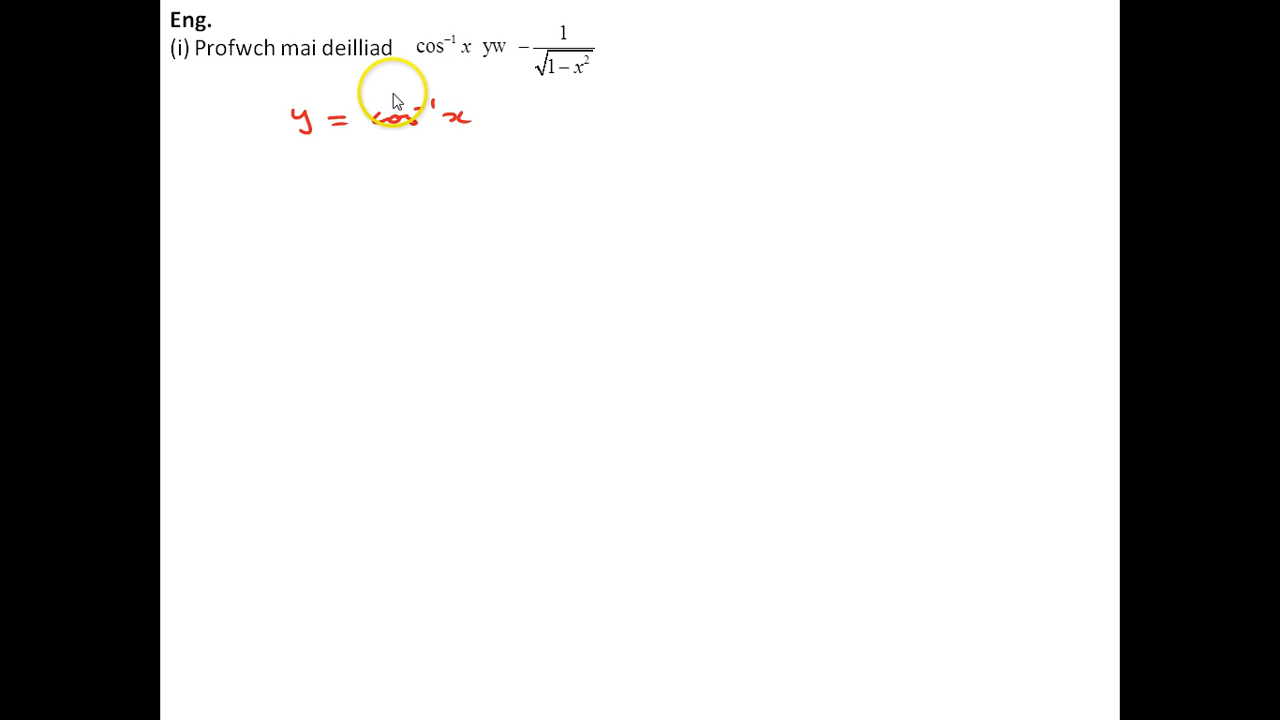 Eng.
(i) Profwch mai deilliad cos⁻¹ x yw −1/√(1−x²)
y = cos⁻¹ x